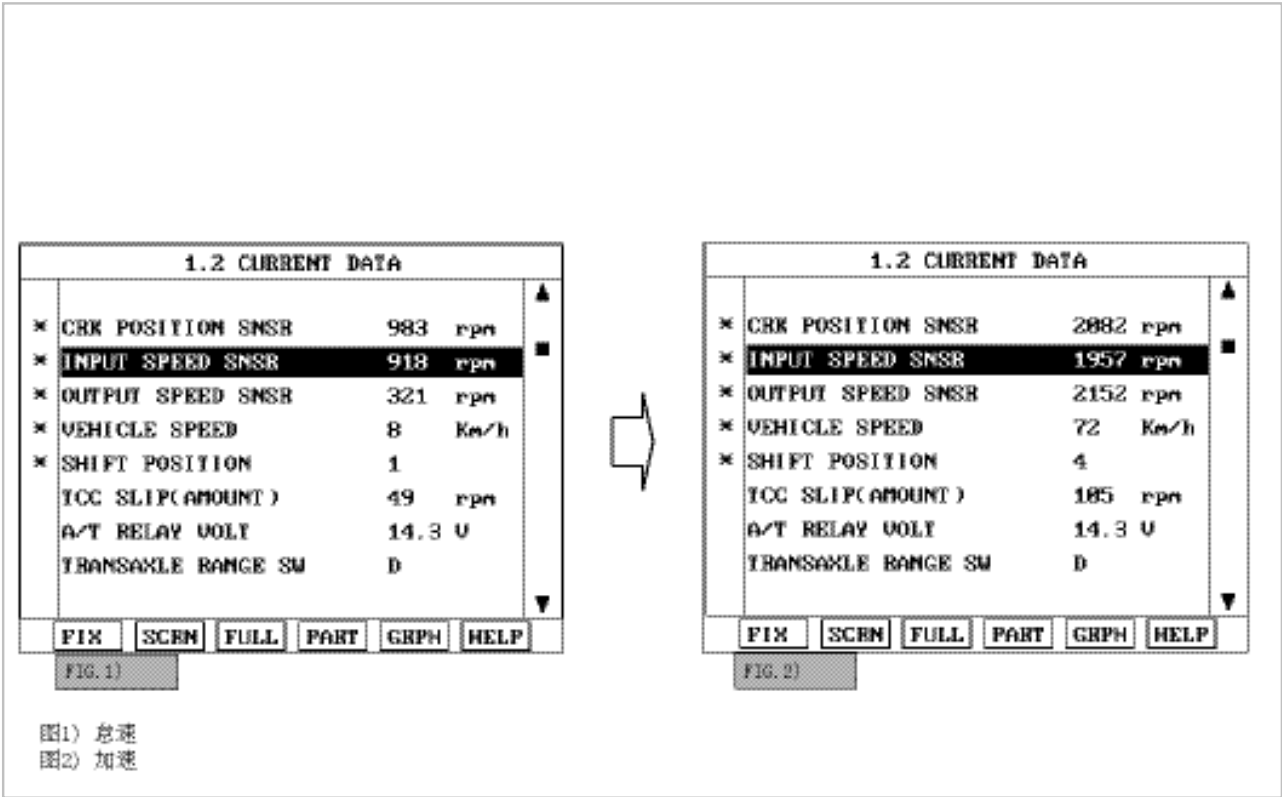 1.2 CURRENT DATA
* CRK POSITION SNSR 983 rpm
* INPUT SPEED SNSR 918 rpm
* OUTPUT SPEED SNSR 321 rpm
* VEHICLE SPEED 8 Km/h
* SHIFT POSITION 1
TCC SLIP(AMOUNT) 49 rpm
A/T RELAY VOLT 14.3 V
TRANSAXLE RANGE SW D
FIX SCRN FULL PART GRPH HELP
FIG.1)
1.2 CURRENT DATA
* CRK POSITION SNSR 2082 rpm
* INPUT SPEED SNSR 1957 rpm
* OUTPUT SPEED SNSR 2152 rpm
* VEHICLE SPEED 72 Km/h
* SHIFT POSITION 4
TCC SLIP(AMOUNT) 105 rpm
A/T RELAY VOLT 14.3 V
TRANSAXLE RANGE SW D
FIX SCRN FULL PART GRPH HELP
FIG.2)
图1) 怠速
图2) 加速